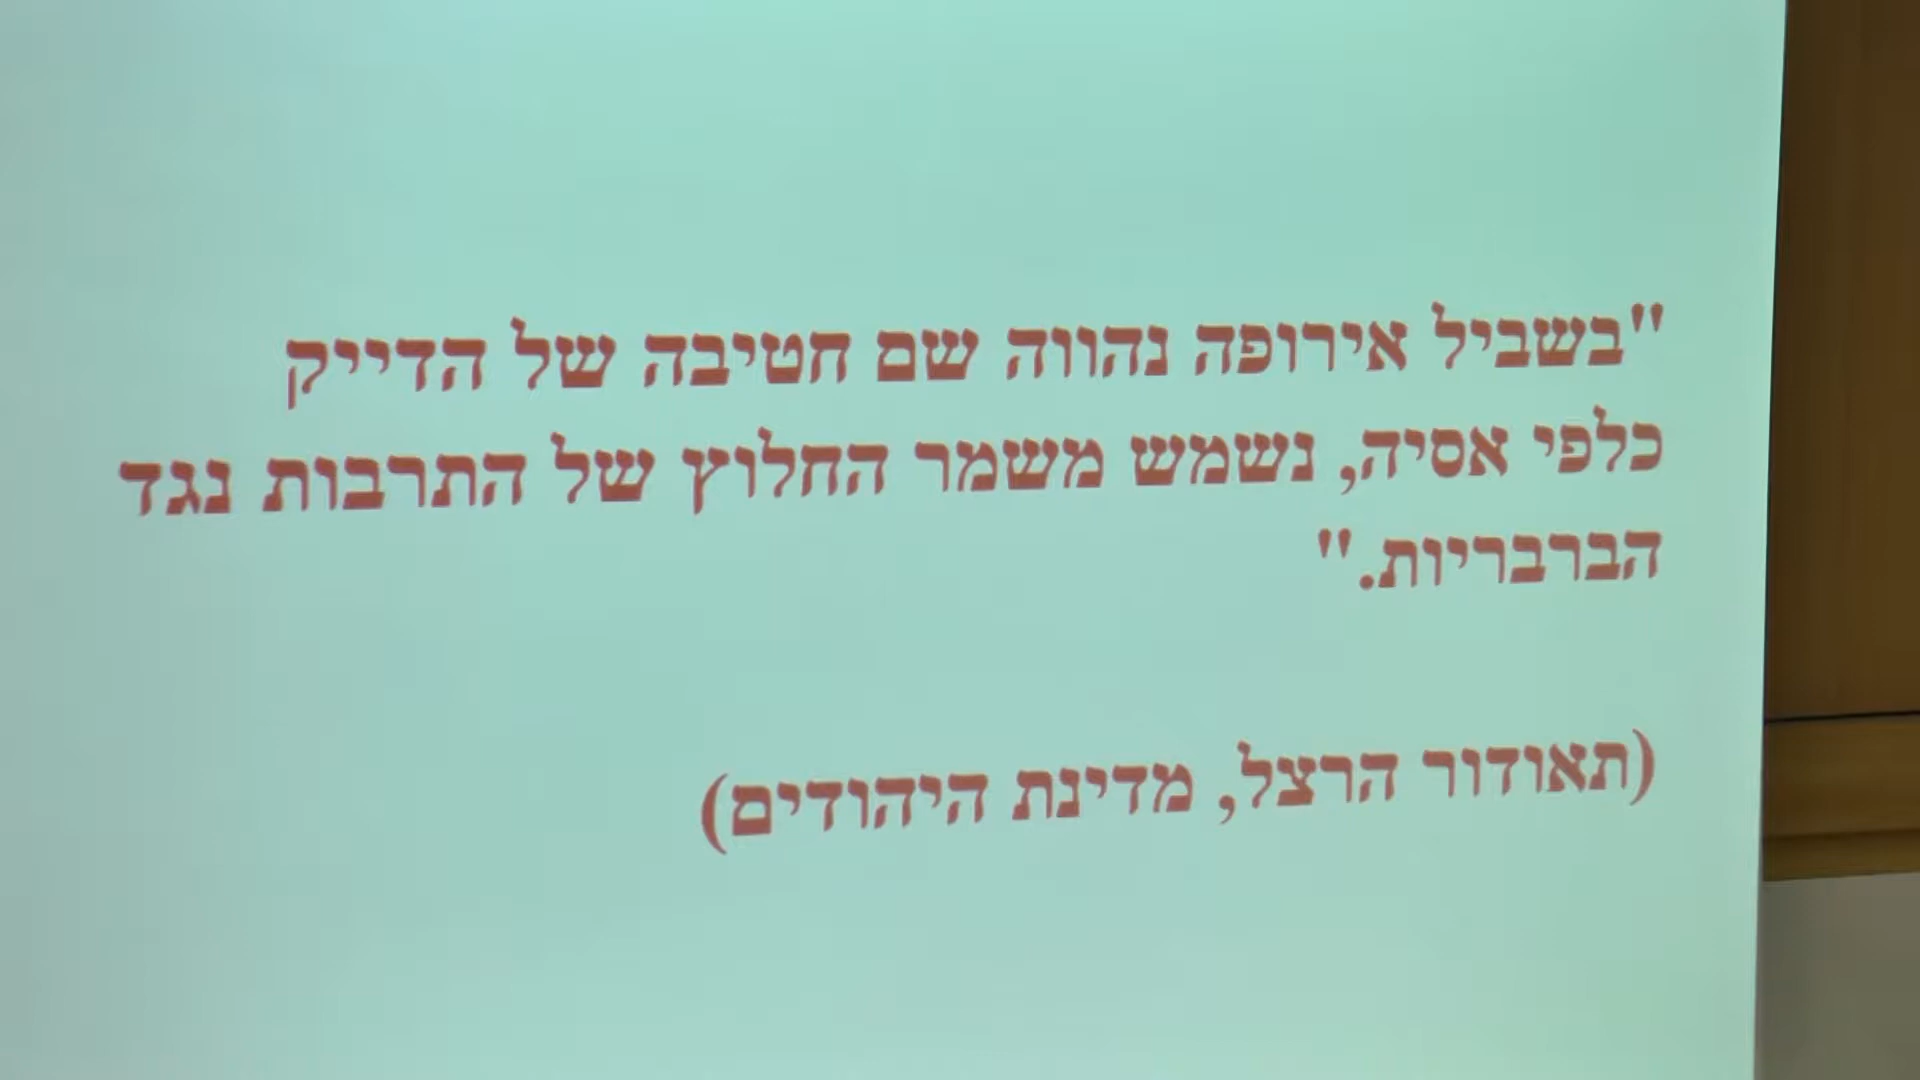 "בשביל אירופה נהווה שם חטיבה של הדייק
כלפי אסיה, נשמש משמר החלוץ של התרבות נגד
הברבריות."
(תאודור הרצל, מדינת היהודים)